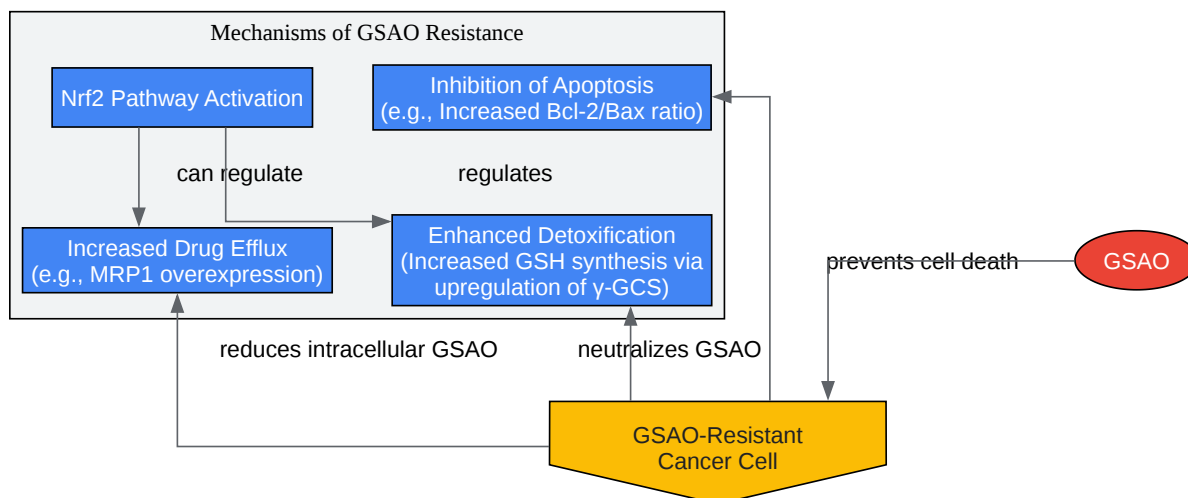 Mechanisms of GSAO Resistance
Nrf2 Pathway Activation
Inhibition of Apoptosis
(e.g., Increased Bcl-2/Bax ratio)
can regulate
regulates
Increased Drug Efflux
(e.g., MRP1 overexpression)
Enhanced Detoxification
(Increased GSH synthesis via
upregulation of γ-GCS)
prevents cell death
GSAO
reduces intracellular GSAO
neutralizes GSAO
GSAO-Resistant
Cancer Cell